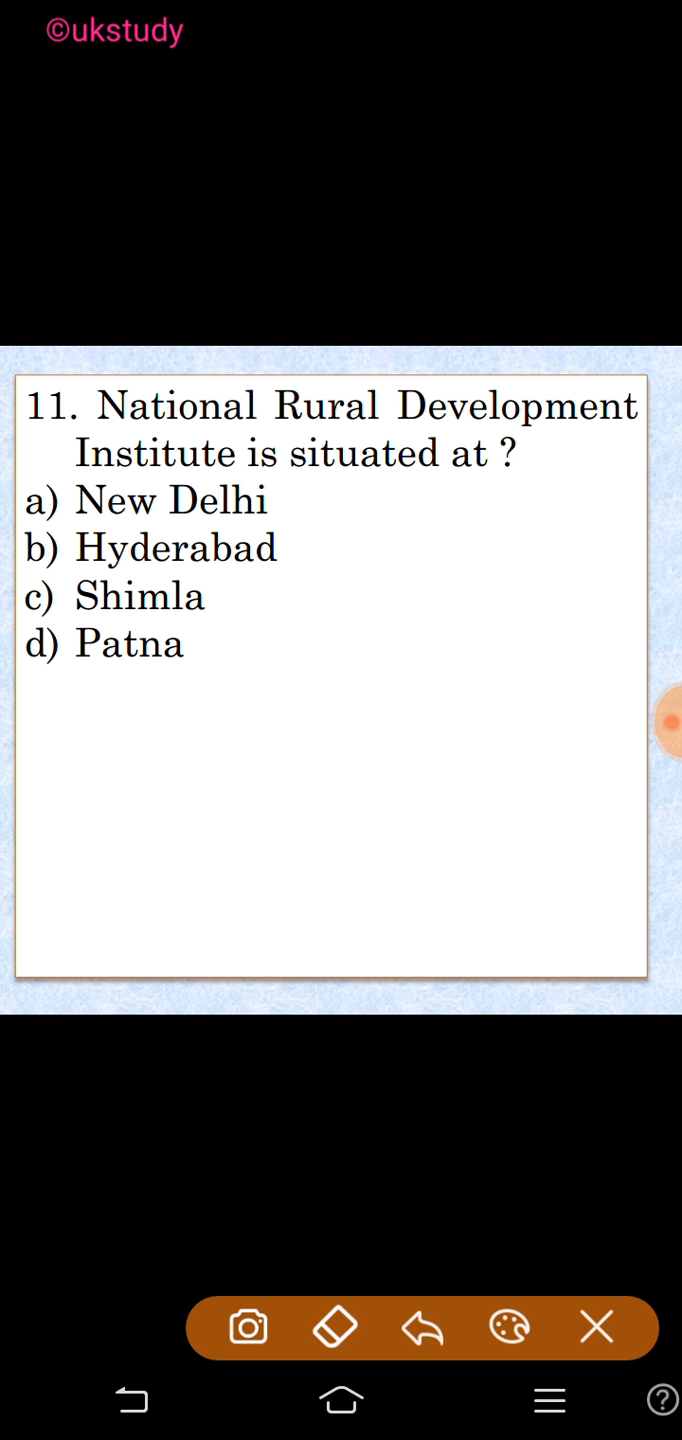 ©ukstudy
11. National Rural Development
Institute is situated at ?
a) New Delhi
b) Hyderabad
c) Shimla
d) Patna